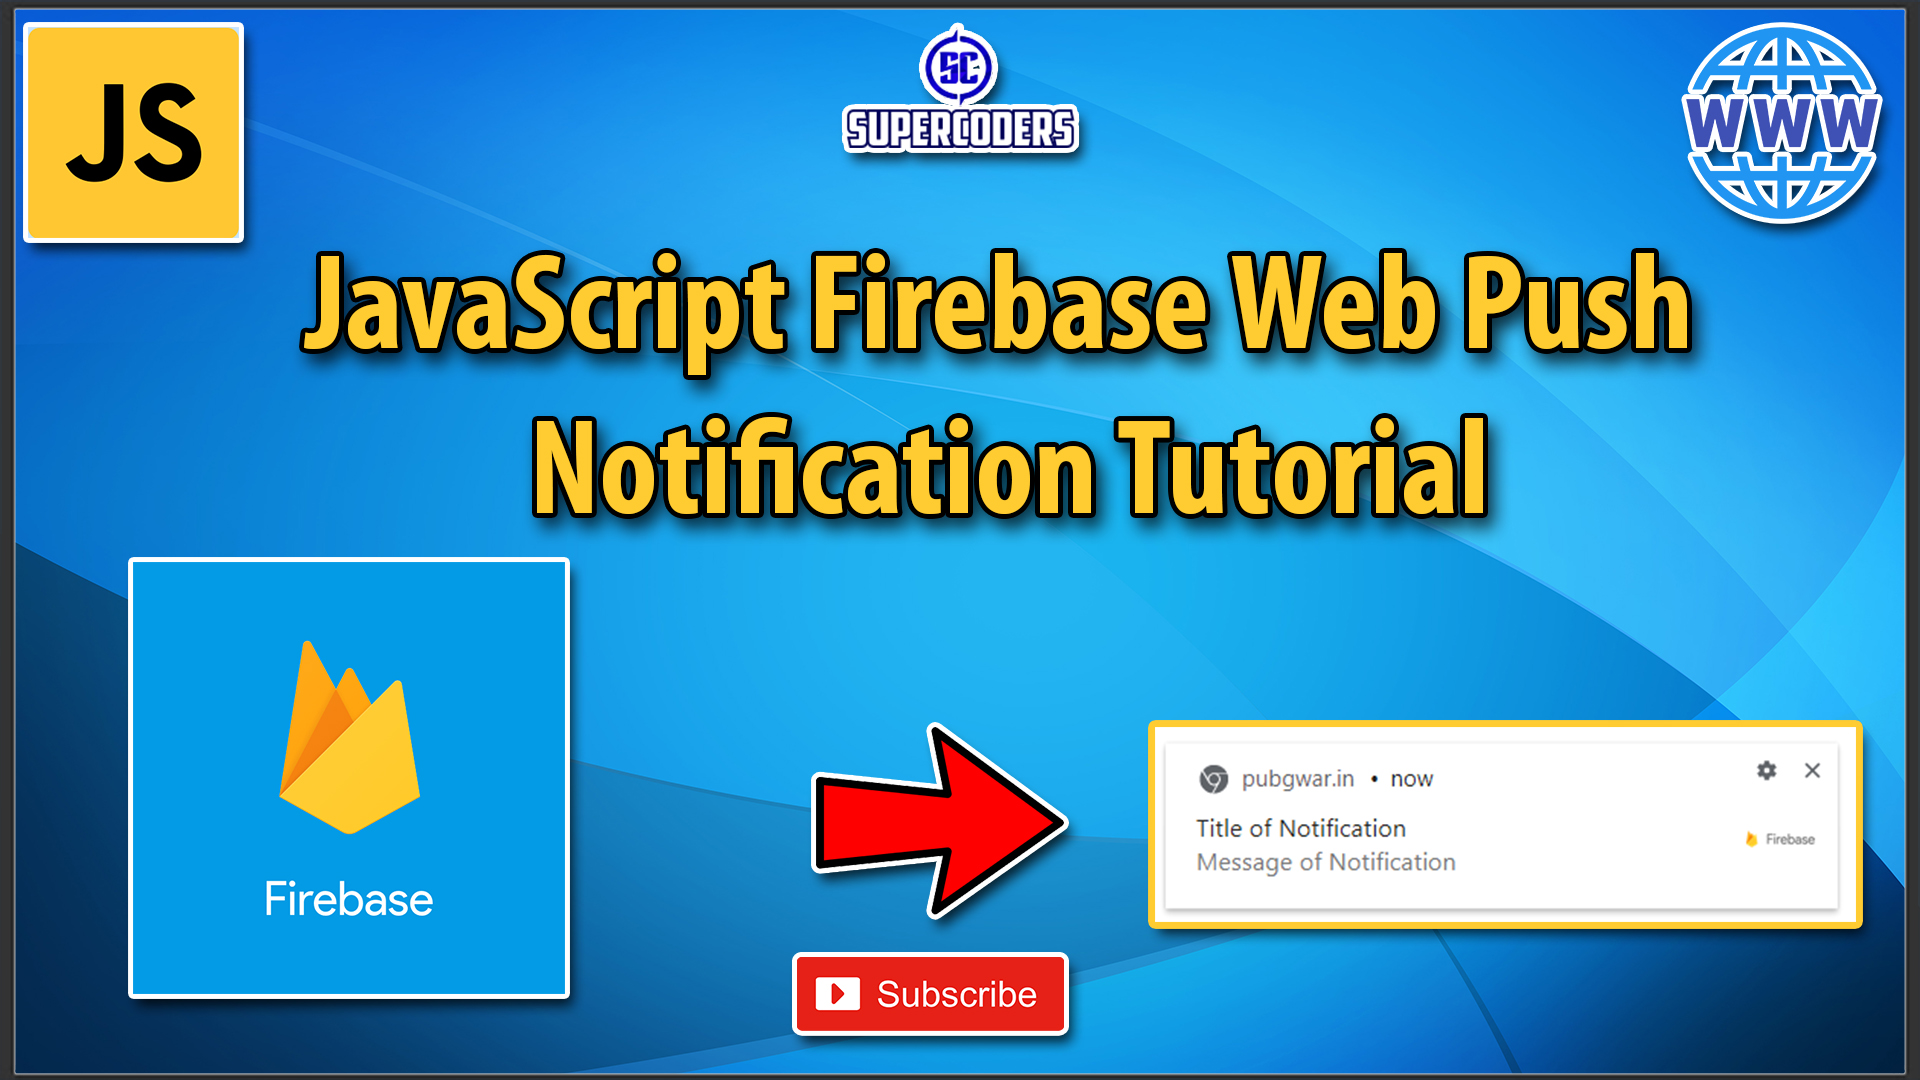 JS
SC
SUPERCODERS
WWW
JavaScript Firebase Web Push
Notification Tutorial
Firebase
pubgwar.in • now
Title of Notification
Message of Notification
Firebase
Subscribe